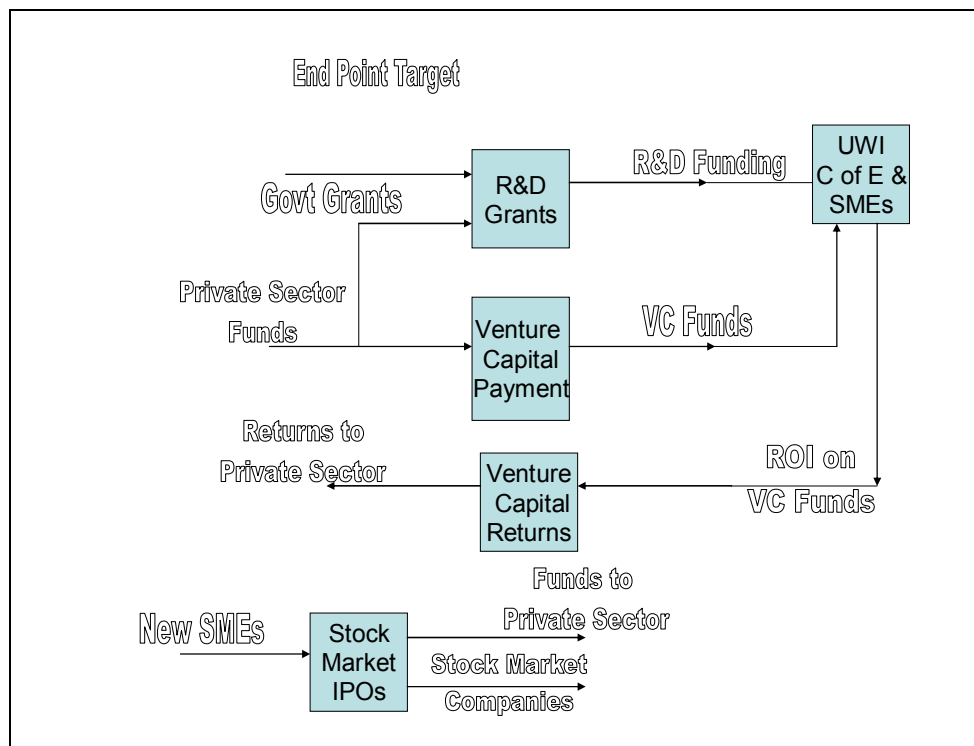 End Point Target
UWI
C of E &
SMEs
R&D Funding
R&D
Grants
Govt Grants
Private Sector
Funds
Venture
Capital
Payment
VC Funds
Returns to
Private Sector
Venture
Capital
Returns
ROI on
VC Funds
Funds to
Private Sector
New SMEs
Stock
Market
IPOs
Stock Market
Companies